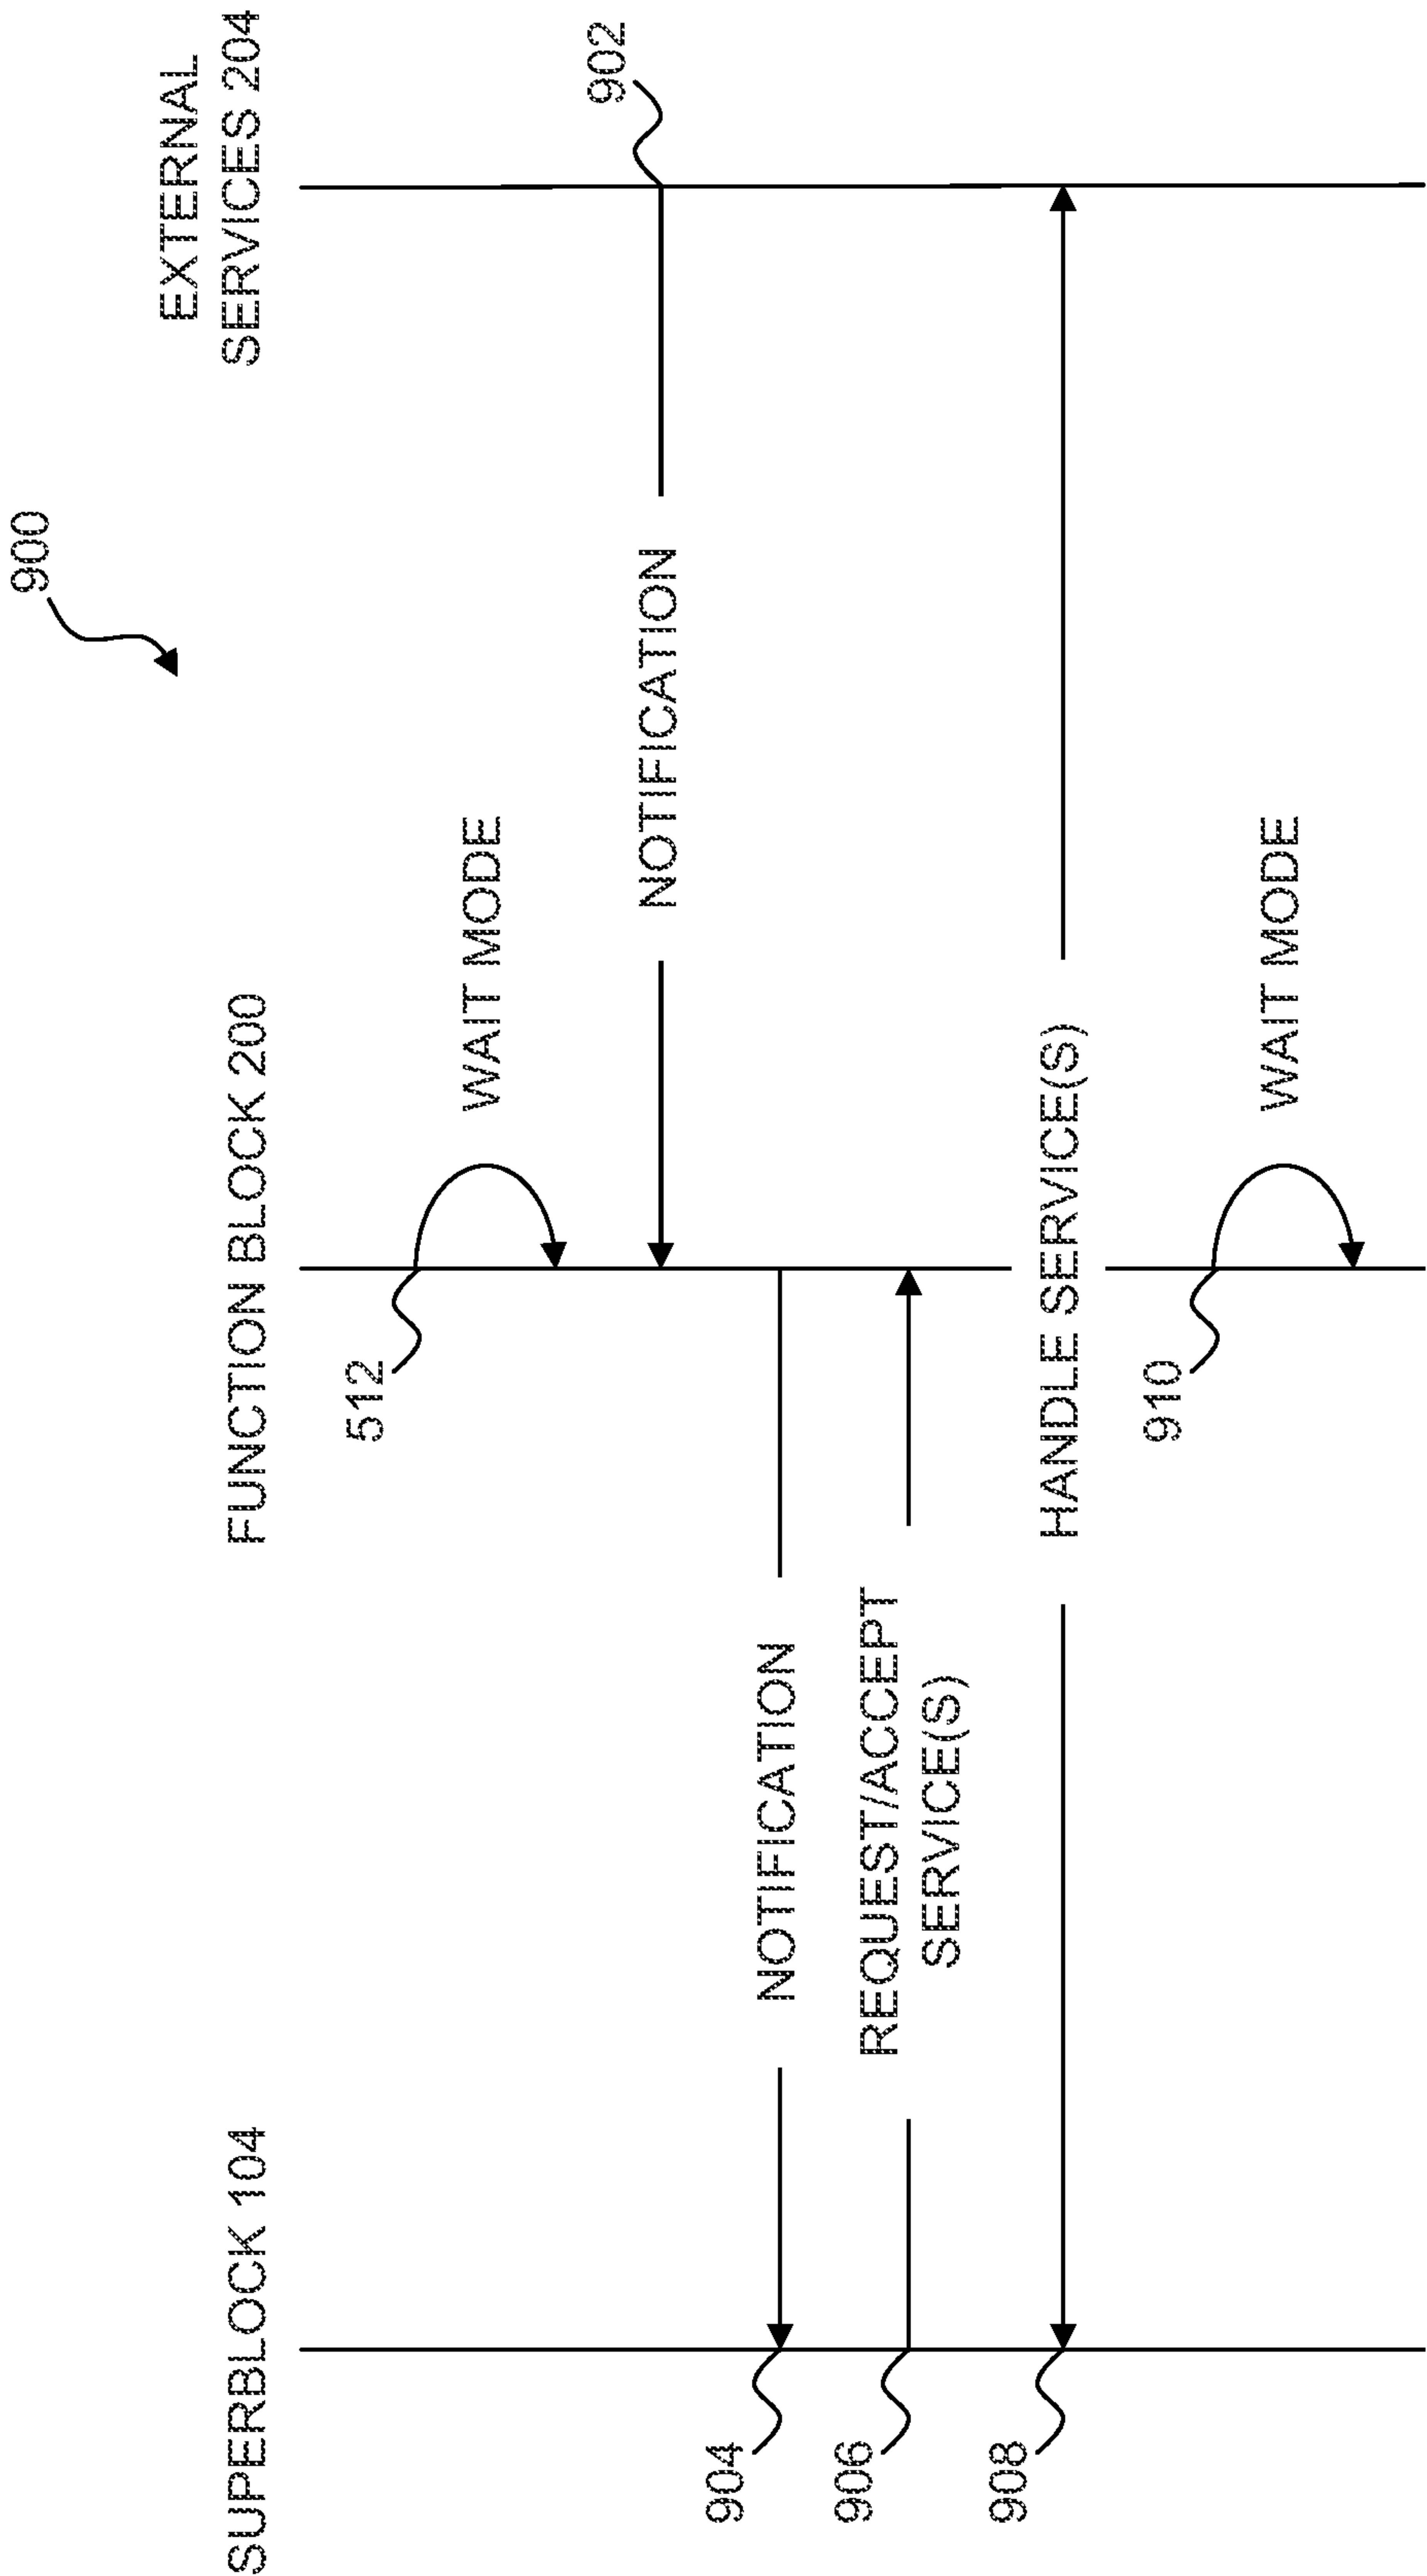 900
SUPERBLOCK 104
FUNCTION BLOCK 200
EXTERNAL
SERVICES 204
512
WAIT MODE
902
NOTIFICATION
904
NOTIFICATION
906
REQUEST/ACCEPT
SERVICE(S)
908
HANDLE SERVICE(S)
910
WAIT MODE